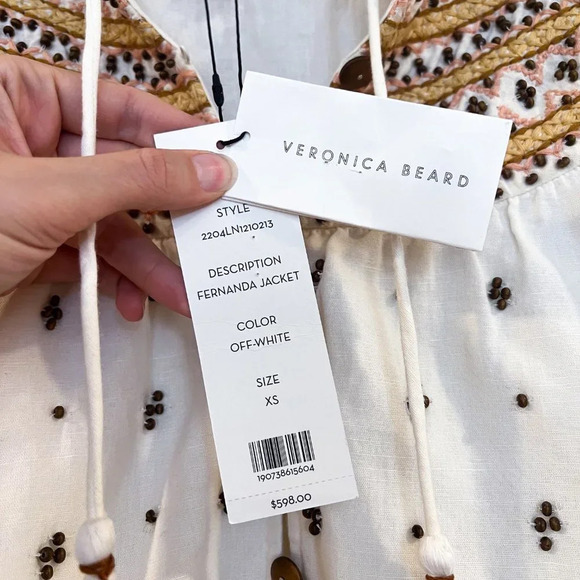 VERONICA BEARD
STYLE
2204LN1210213
DESCRIPTION
FERNANDA JACKET
COLOR
OFF-WHITE
SIZE
XS
190738615604
$598.00